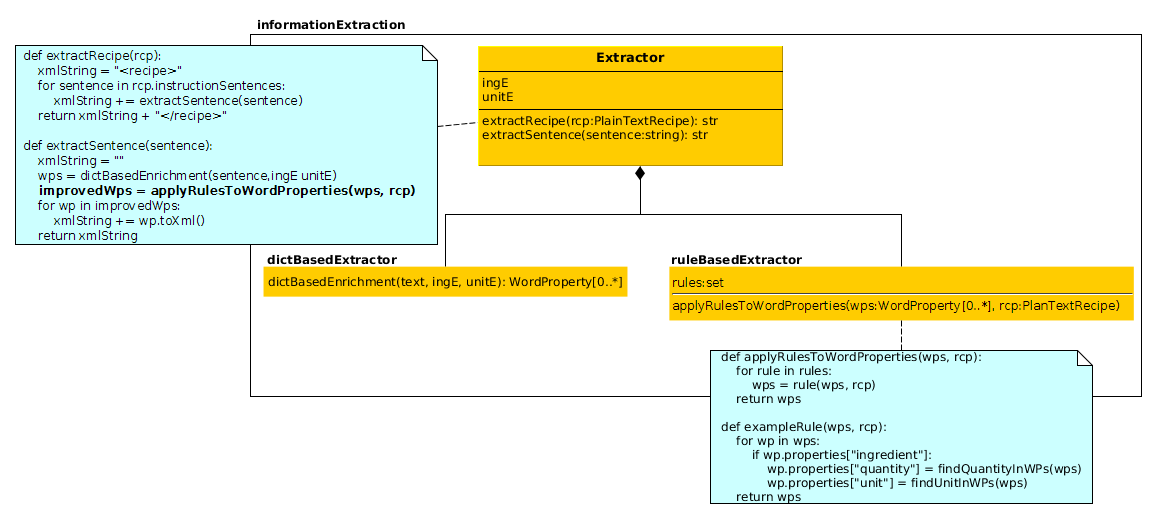 informationExtraction
def extractRecipe(rcp):
xmlString = "<recipe>"
for sentence in rcp.instructionSentences:
xmlString += extractSentence(sentence)
return xmlString + "</recipe>"
def extractSentence(sentence):
xmlString = ""
wps = dictBasedEnrichment(sentence,ingE unitE)
improvedWps = applyRulesToWordProperties(wps, rcp)
for wp in improvedWps:
xmlString += wp.toXml()
return xmlString
Extractor
ingE
unitE
extractRecipe(rcp:PlainTextRecipe): str
extractSentence(sentence:string): str
dictBasedExtractor
dictBasedEnrichment(text, ingE, unitE): WordProperty[0..*]
ruleBasedExtractor
rules:set
applyRulesToWordProperties(wps:WordProperty[0..*], rcp:PlanTextRecipe)
def applyRulesToWordProperties(wps, rcp):
for rule in rules:
wps = rule(wps, rcp)
return wps
def exampleRule(wps, rcp):
for wp in wps:
if wp.properties["ingredient"]:
wp.properties["quantity"] = findQuantityInWPs(wps)
wp.properties["unit"] = findUnitInWPs(wps)
return wps